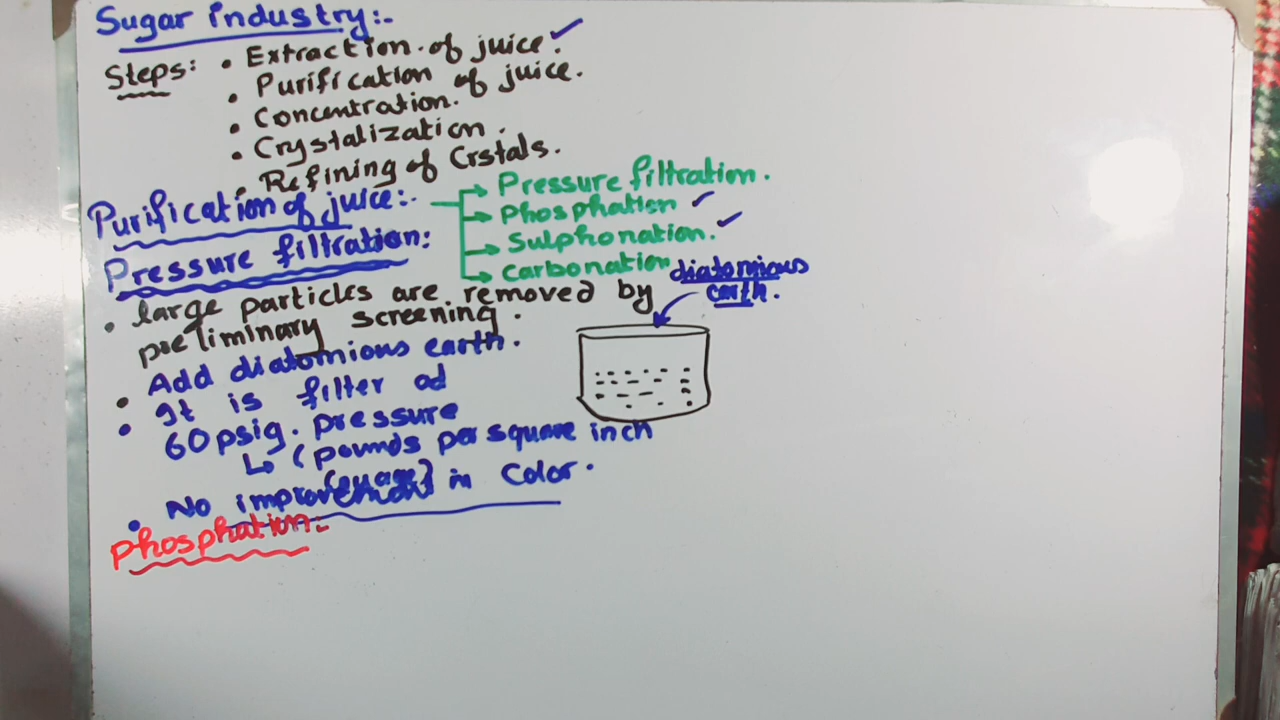 Sugar industry:-
Steps: • Extraction of juice.
• Purification of juice.
• Concentration.
• Crystalization.
• Refining of Crstals.
Purification of juice:-
Pressure filtration.
Phosphation
Sulphonation.
Carbonation
Pressure filtration:
• large particles are removed by
preliminary screening.
diatomious
earth.
• Add diatomious earth.
• It is filter ad
60 psig. pressure
(pounds per square inch
(guage)
• No improvement in color.
Phosphation:-